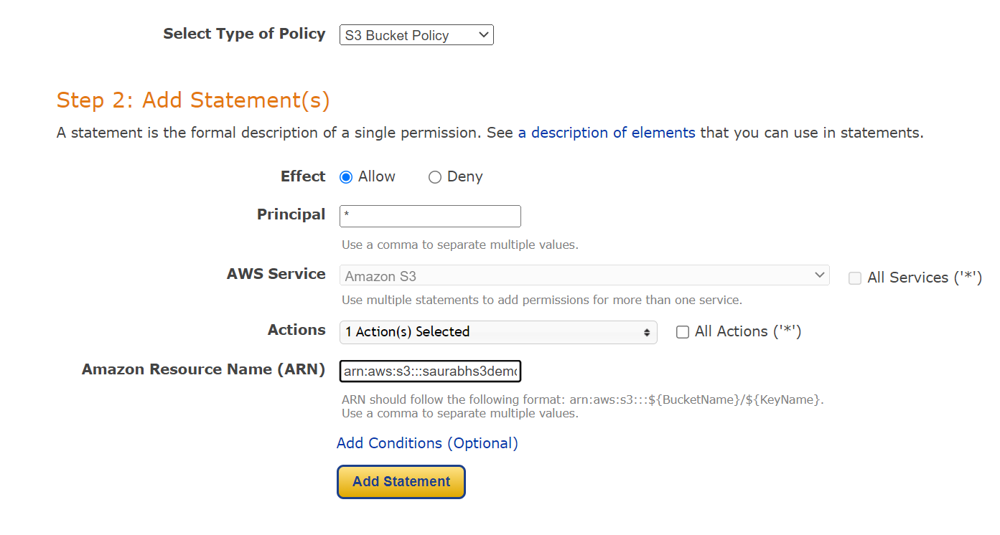 Select Type of Policy S3 Bucket Policy
Step 2: Add Statement(s)
A statement is the formal description of a single permission. See a description of elements that you can use in statements.
Effect Allow Deny
Principal *
Use a comma to separate multiple values.
AWS Service Amazon S3 All Services ('*')
Use multiple statements to add permissions for more than one service.
Actions 1 Action(s) Selected All Actions ('*')
Amazon Resource Name (ARN) arn:aws:s3:::saurabhs3demo
ARN should follow the following format: arn:aws:s3:::${BucketName}/${KeyName}.
Use a comma to separate multiple values.
Add Conditions (Optional)
Add Statement